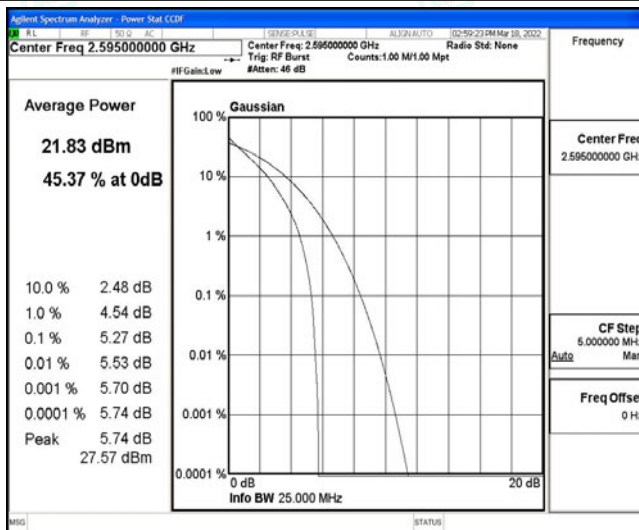 Agilent Spectrum Analyzer - Power Stat CCDF
RL RF 50 Ω AC SENSE:PULSE ALIGN AUTO 02:59:23 PM Mar 18, 2022
Center Freq 2.595000000 GHz
Center Freq: 2.595000000 GHz Radio Std: None
Trig: RF Burst Counts:1.00 M/1.00 Mpt
#IFGain:Low #Atten: 46 dB
Frequency
Average Power
21.83 dBm
45.37 % at 0dB
10.0 % 2.48 dB
1.0 % 4.54 dB
0.1 % 5.27 dB
0.01 % 5.53 dB
0.001 % 5.70 dB
0.0001 % 5.74 dB
Peak 5.74 dB
27.57 dBm
Gaussian
100 %
10 %
1 %
0.1 %
0.01 %
0.001 %
0.0001 %
0 dB 20 dB
Info BW 25.000 MHz
Center Freq
2.595000000 GHz
CF Step
5.000000 MHz
Auto Man
Freq Offse
0 Hz
MSG STATUS